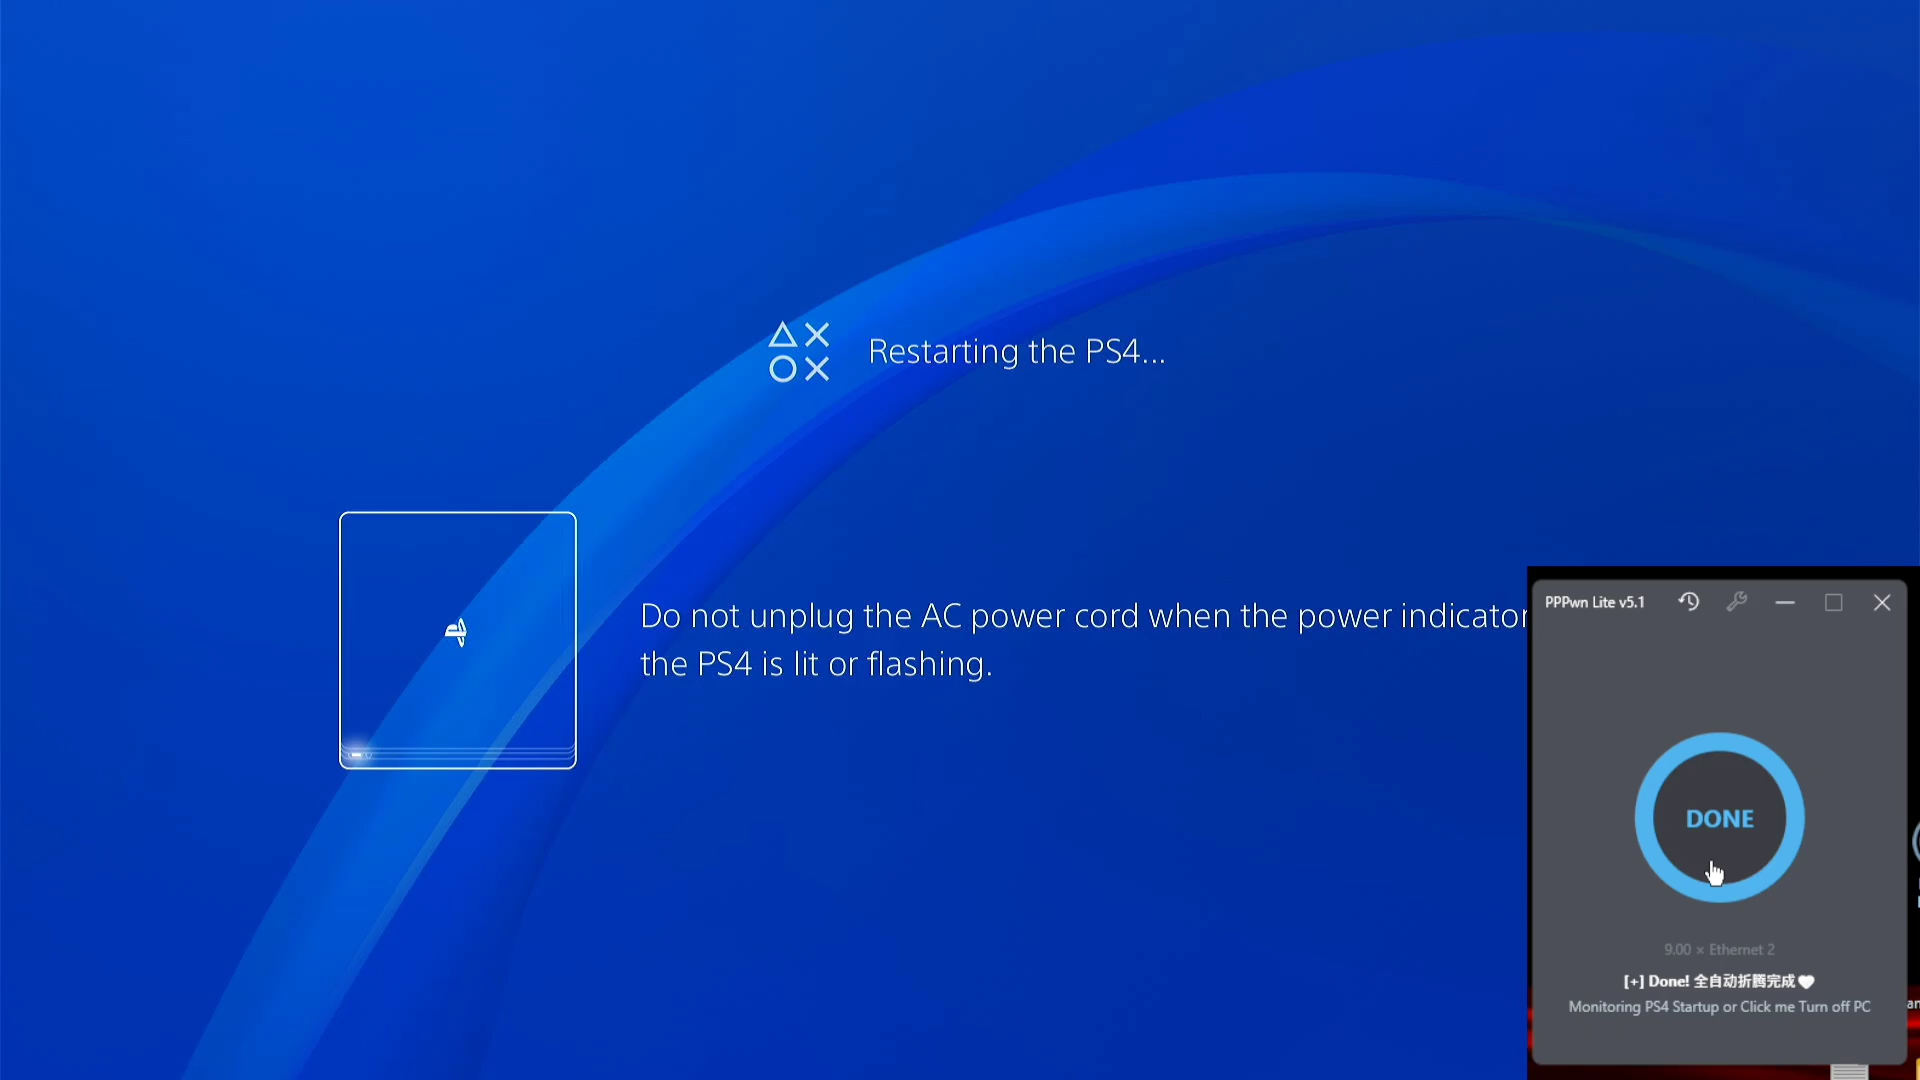 Restarting the PS4...
Do not unplug the AC power cord when the power indicator
the PS4 is lit or flashing.
PPPwn Lite v5.1
DONE
9.00 × Ethernet 2
[+] Done! 全自动折腾完成♥
Monitoring PS4 Startup or Click me Turn off PC